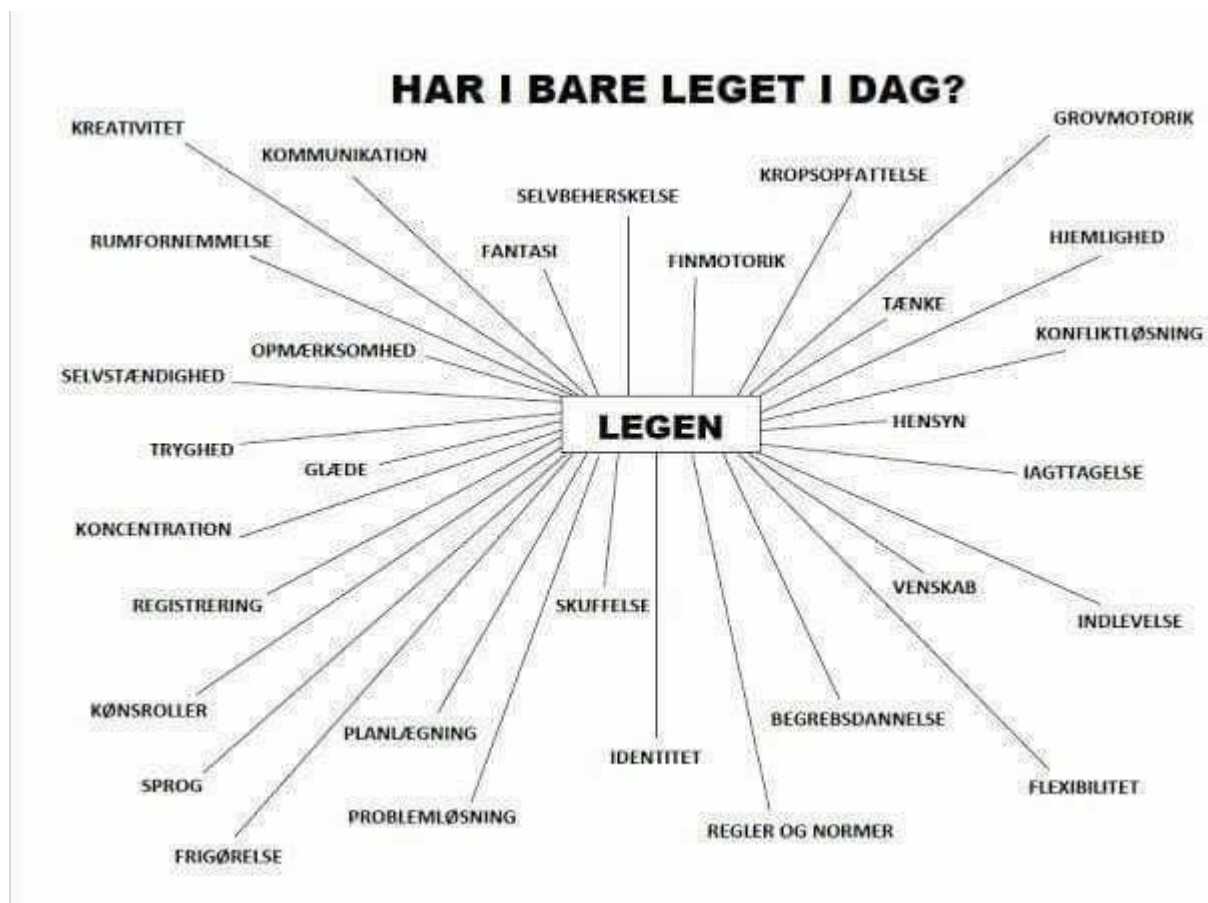 HAR I BARE LEGET I DAG?
KREATIVITET
KOMMUNIKATION
GROVMOTORIK
KROPSOPFATTELSE
SELVBEHERSKELSE
RUMFORNEMMELSE
FANTASI
FINMOTORIK
HJEMLIGHED
TÆNKE
KONFLIKTLØSNING
OPMÆRKSOMHED
SELVSTÆNDIGHED
LEGEN
HENSYN
TRYGHED
GLÆDE
IAGTTAGELSE
KONCENTRATION
VENSKAB
REGISTRERING
SKUFFELSE
INDLEVELSE
KØNSROLLER
PLANLÆGNING
BEGREBSDANNELSE
IDENTITET
SPROG
FLEXIBILITET
PROBLEMLØSNING
REGLER OG NORMER
FRIGØRELSE